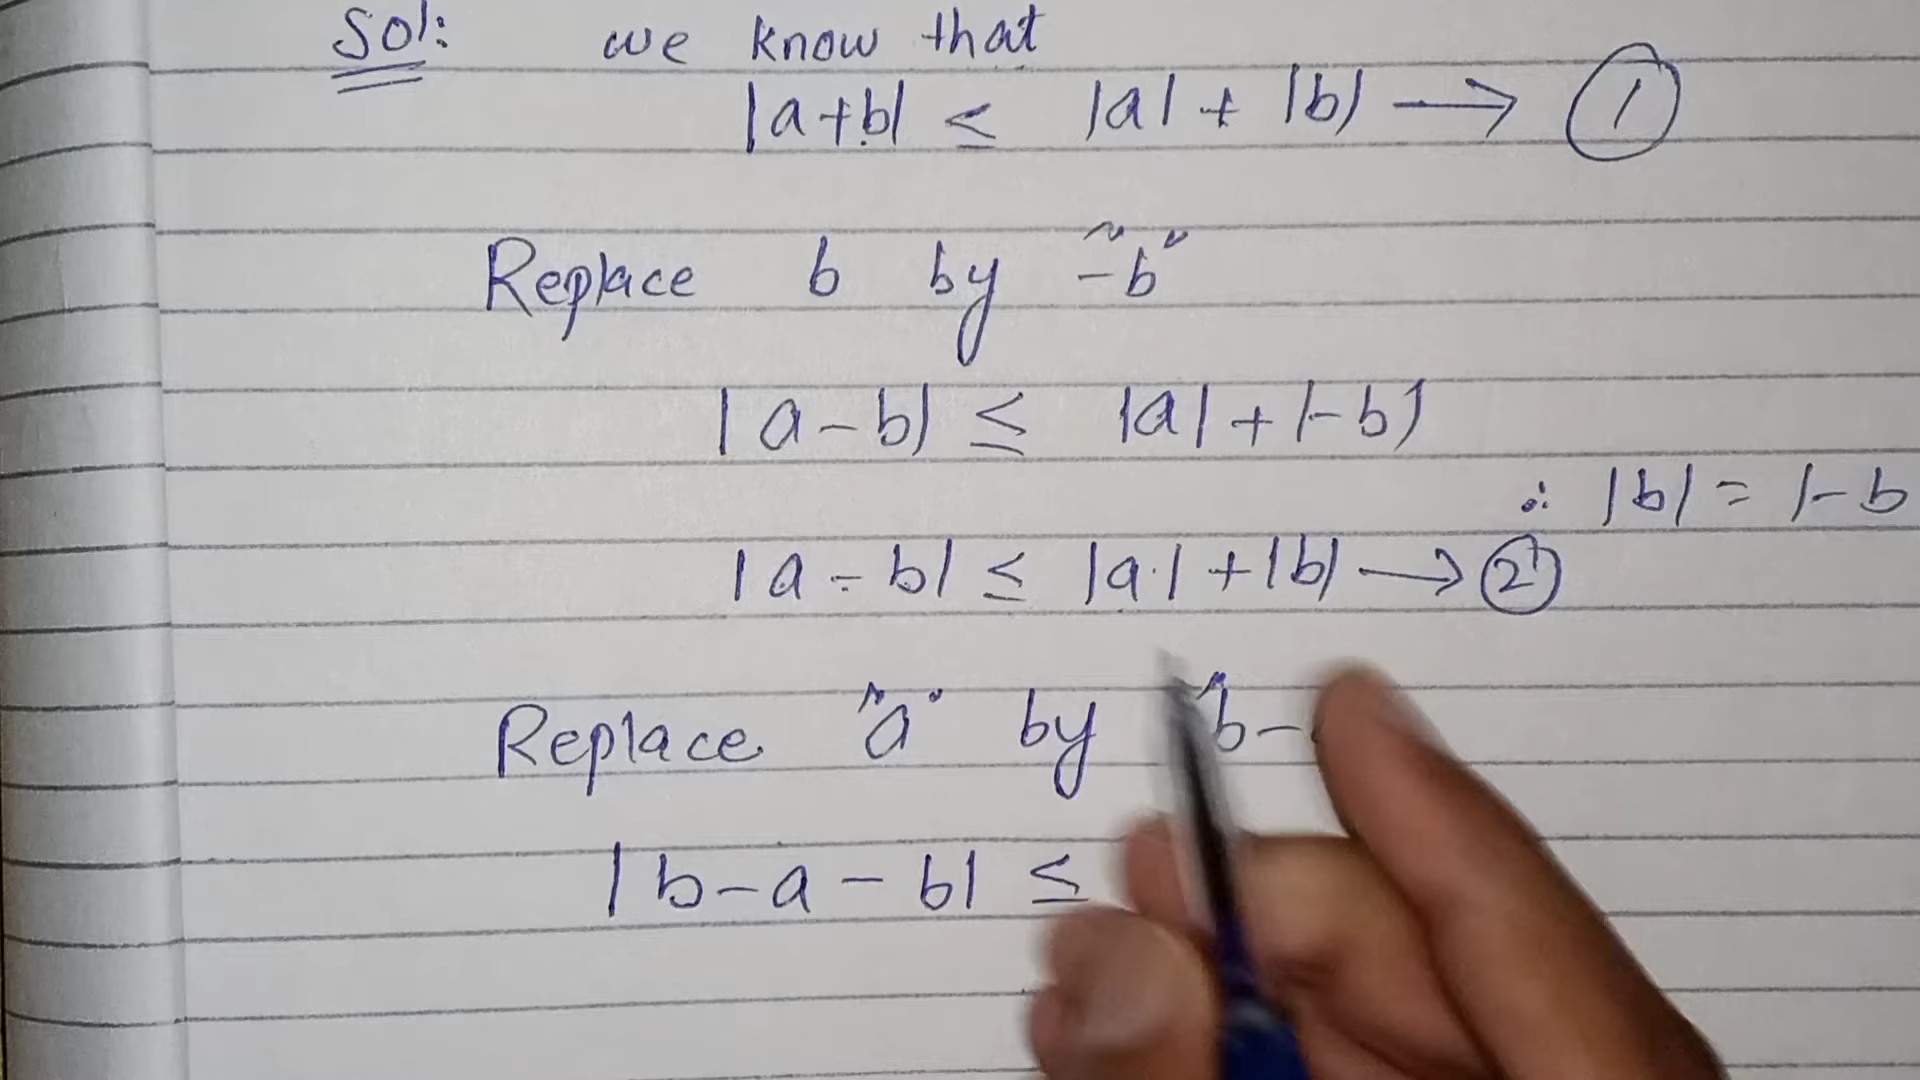 Sol: we know that
|a+b| ≤ |a| + |b| → ①
Replace b by "-b"
|a-b| ≤ |a| + |-b|
∴ |b| = |-b
|a-b| ≤ |a| + |b| → ②
Replace "a" by "b-
|b-a-b| ≤